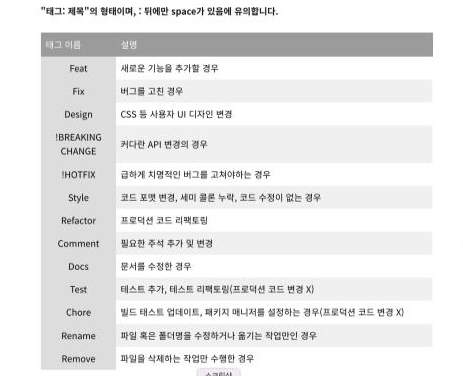 "태그: 제목"의 형태이며, : 뒤에만 space가 있음에 유의합니다.
태그 이름 설명
Feat 새로운 기능을 추가할 경우
Fix 버그를 고친 경우
Design CSS 등 사용자 UI 디자인 변경
!BREAKING
CHANGE 커다란 API 변경의 경우
!HOTFIX 급하게 치명적인 버그를 고쳐야하는 경우
Style 코드 포맷 변경, 세미 콜론 누락, 코드 수정이 없는 경우
Refactor 프로덕션 코드 리팩토링
Comment 필요한 주석 추가 및 변경
Docs 문서를 수정한 경우
Test 테스트 추가, 테스트 리팩토링(프로덕션 코드 변경 X)
Chore 빌드 태스트 업데이트, 패키지 매니저를 설정하는 경우(프로덕션 코드 변경 X)
Rename 파일 혹은 폴더명을 수정하거나 옮기는 작업만인 경우
Remove 파일을 삭제하는 작업만 수행한 경우